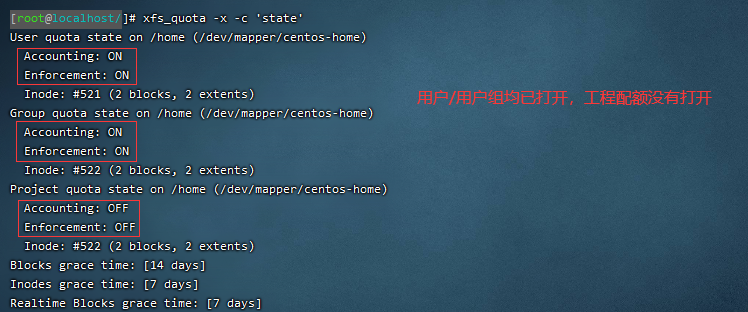 [root@localhost/]# xfs_quota -x -c 'state'
User quota state on /home (/dev/mapper/centos-home)
Accounting: ON
Enforcement: ON
Inode: #521 (2 blocks, 2 extents)
用户/用户组均已打开，工程配额没有打开
Group quota state on /home (/dev/mapper/centos-home)
Accounting: ON
Enforcement: ON
Inode: #522 (2 blocks, 2 extents)
Project quota state on /home (/dev/mapper/centos-home)
Accounting: OFF
Enforcement: OFF
Inode: #522 (2 blocks, 2 extents)
Blocks grace time: [14 days]
Inodes grace time: [7 days]
Realtime Blocks grace time: [7 days]